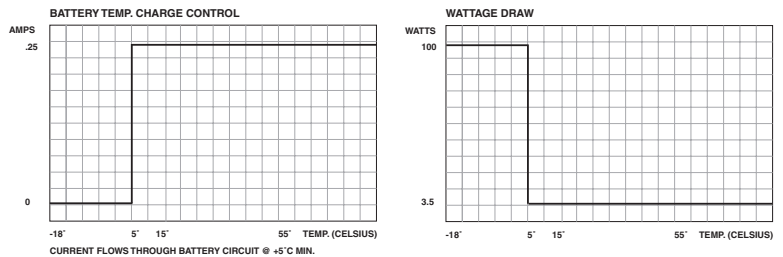 BATTERY TEMP. CHARGE CONTROL
AMPS
.25
0
-18˚ 5˚ 15˚ 55˚ TEMP. (CELSIUS)
CURRENT FLOWS THROUGH BATTERY CIRCUIT @ +5˚C MIN.
WATTAGE DRAW
WATTS
100
3.5
-18˚ 5˚ 15˚ 55˚ TEMP. (CELSIUS)